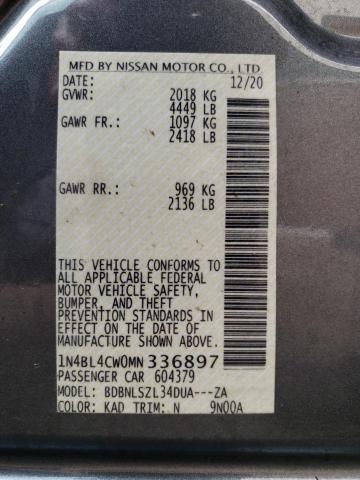 MFD BY NISSAN MOTOR CO., LTD
DATE: 12/20
GVWR: 2018 KG
4449 LB
GAWR FR.: 1097 KG
2418 LB
GAWR RR.: 969 KG
2136 LB
THIS VEHICLE CONFORMS TO
ALL APPLICABLE FEDERAL
MOTOR VEHICLE SAFETY,
BUMPER, AND THEFT
PREVENTION STANDARDS IN
EFFECT ON THE DATE OF
MANUFACTURE SHOWN ABOVE.
1N4BL4CW0MN336897
PASSENGER CAR 604379
MODEL: BDBNLSZL34DUA---ZA
COLOR: KAD TRIM: N 9N00A